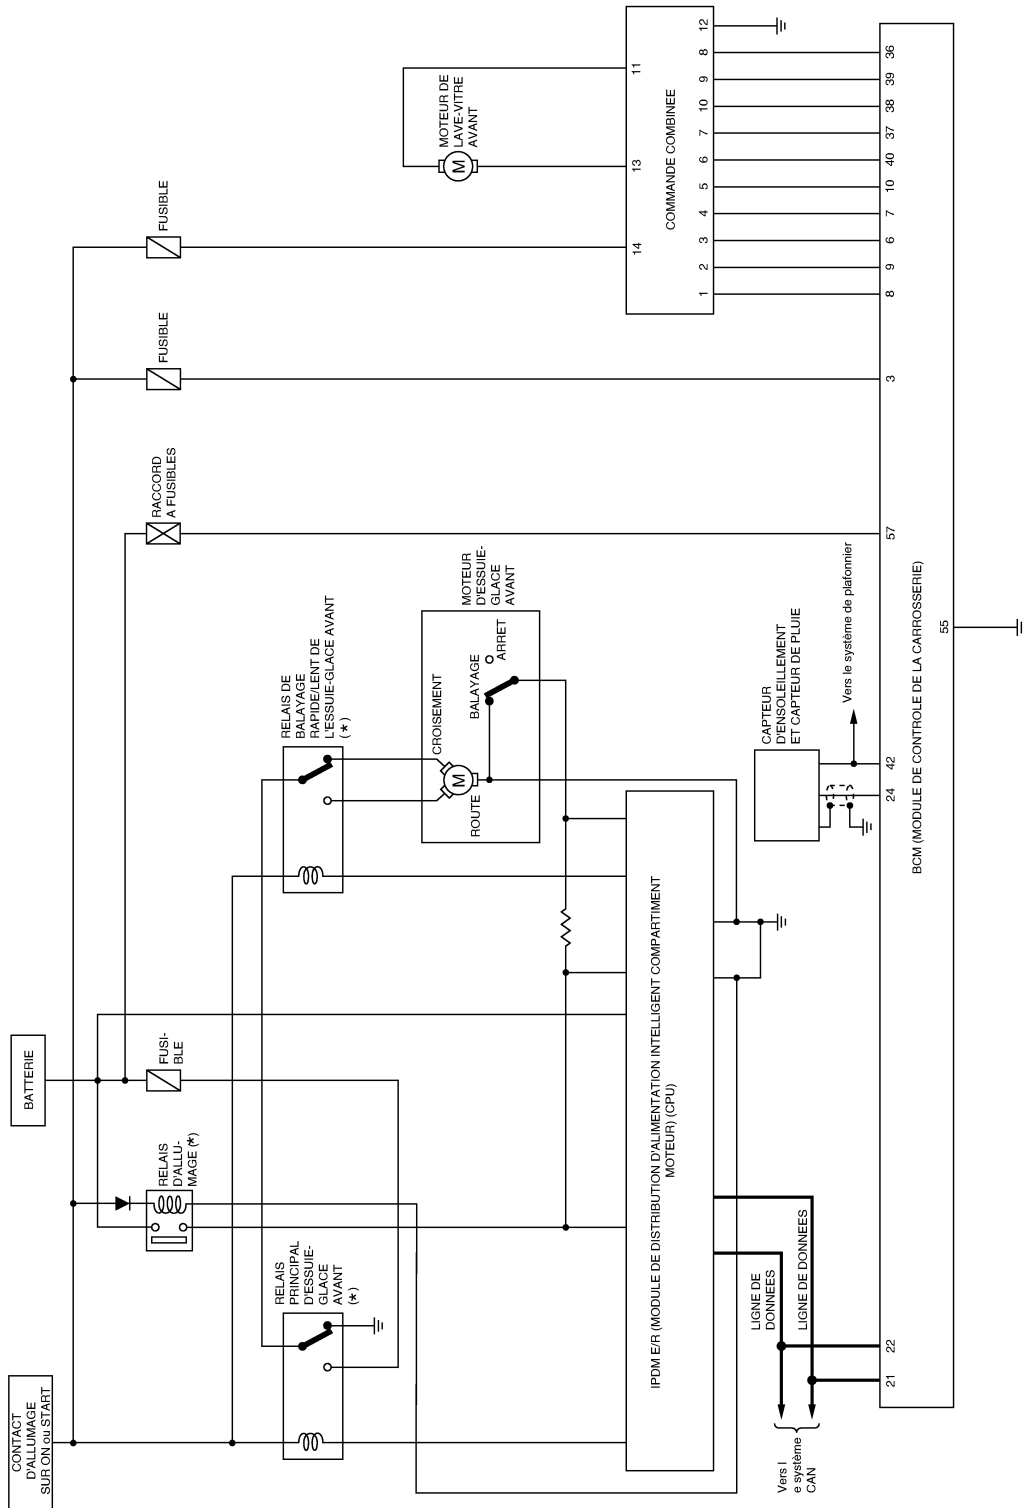 CONTACT
D'ALLUMAGE
SUR ON ou START
BATTERIE
RELAIS
D'ALLU-
MAGE (*)
FUSI-
BLE
RACCORD
A FUSIBLES
FUSIBLE
FUSIBLE
RELAIS
PRINCIPAL
D'ESSUIE-
GLACE
AVANT
(*)
RELAIS DE
BALAYAGE
RAPIDE/LENT DE
L'ESSUIE-GLACE AVANT
(*)
MOTEUR
D'ESSUIE-
GLACE
AVANT
CROISEMENT
M
ROUTE
BALAYAGE
ARRET
MOTEUR DE
LAVE-VITRE
AVANT
M
IPDM E/R (MODULE DE DISTRIBUTION D'ALIMENTATION INTELLIGENT COMPARTIMENT
MOTEUR) (CPU)
COMMANDE COMBINEE
14
13
11
1
2
3
4
5
6
7
10
9
8
12
CAPTEUR
D'ENSOLEILLEMENT
ET CAPTEUR DE PLUIE
Vers le système de plafonnier
LIGNE DE
DONNEES
LIGNE DE DONNEES
Vers l
e système
CAN
21
22
24
42
57
3
8
9
6
7
10
40
37
38
39
36
BCM (MODULE DE CONTROLE DE LA CARROSSERIE)
55